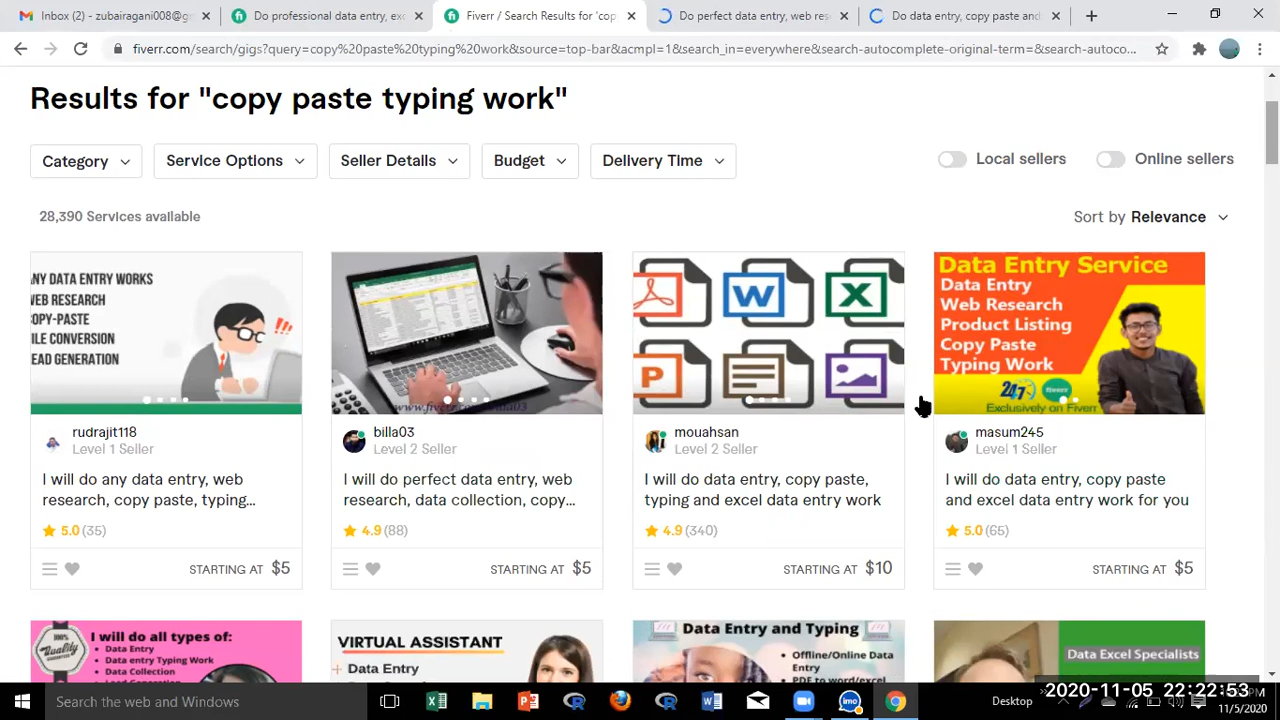 Inbox (2) - zubairagani008@g
Do professional data entry, exc
Fiverr / Search Results for 'cop
Do perfect data entry, web rese
Do data entry, copy paste and e
fiverr.com/search/gigs?query=copy%20paste%20typing%20work&source=top-bar&acmpl=1&search_in=everywhere&search-autocomplete-original-term=&search-autoco...
Results for "copy paste typing work"
Category
Service Options
Seller Details
Budget
Delivery Time
Local sellers
Online sellers
28,390 Services available
Sort by Relevance
ANY DATA ENTRY WORKS
WEB RESEARCH
COPY-PASTE
FILE CONVERSION
LEAD GENERATION
rudrajit118
Level 1 Seller
I will do any data entry, web
research, copy paste, typing...
5.0 (35)
STARTING AT $5
billa03
Level 2 Seller
I will do perfect data entry, web
research, data collection, copy...
4.9 (88)
STARTING AT $5
W
X
P
mouahsan
Level 2 Seller
I will do data entry, copy paste,
typing and excel data entry work
4.9 (340)
STARTING AT $10
Data Entry Service
Data Entry
Web Research
Product Listing
Copy Paste
Typing Work
24/7
fiverr
Exclusively on Fiverr
masum245
Level 1 Seller
I will do data entry, copy paste
and excel data entry work for you
5.0 (65)
STARTING AT $5
100%
Quality
I will do all types of:
Data Entry
Data entry Typing Work
Data Collection
VIRTUAL ASSISTANT
Data Entry
Data Entry and Typing
Offline/Online Data
Entry
PDF to word/excel
Data Excel Specialists
Search the web and Windows
Desktop
2020-11-05 22:22:53
11/5/2020